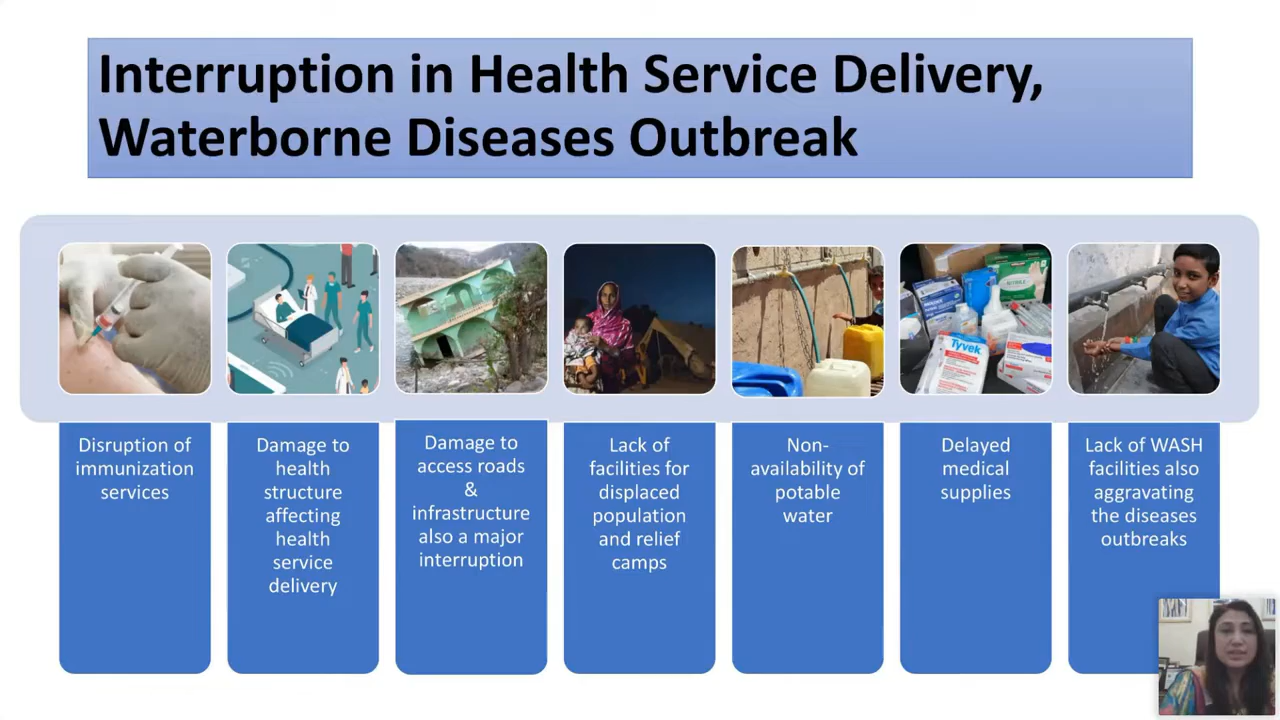 Interruption in Health Service Delivery,
Waterborne Diseases Outbreak
Disruption of
immunization
services
Damage to
health
structure
affecting
health
service
delivery
Damage to
access roads
&
infrastructure
also a major
interruption
Lack of
facilities for
displaced
population
and relief
camps
Non-
availability of
potable
water
Tyvek
Delayed
medical
supplies
Lack of WASH
facilities also
aggravating
the diseases
outbreaks